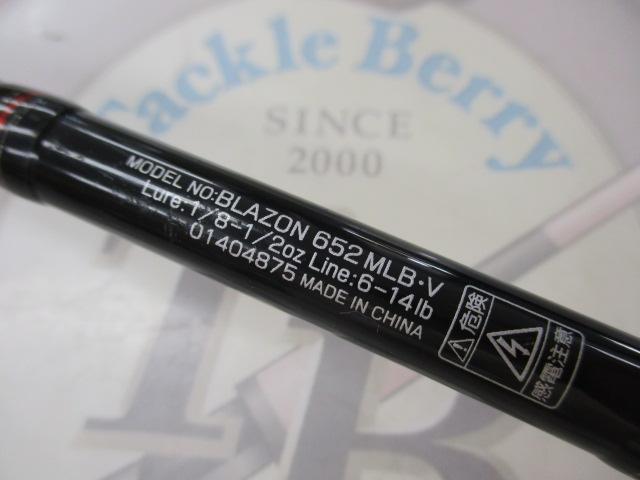 Tackle Berry
SINCE
2000
MODEL NO:BLAZON 652MLB・V
Lure:1/8-1/2oz Line:6-14lb
01404875 MADE IN CHINA
危険
感電注意